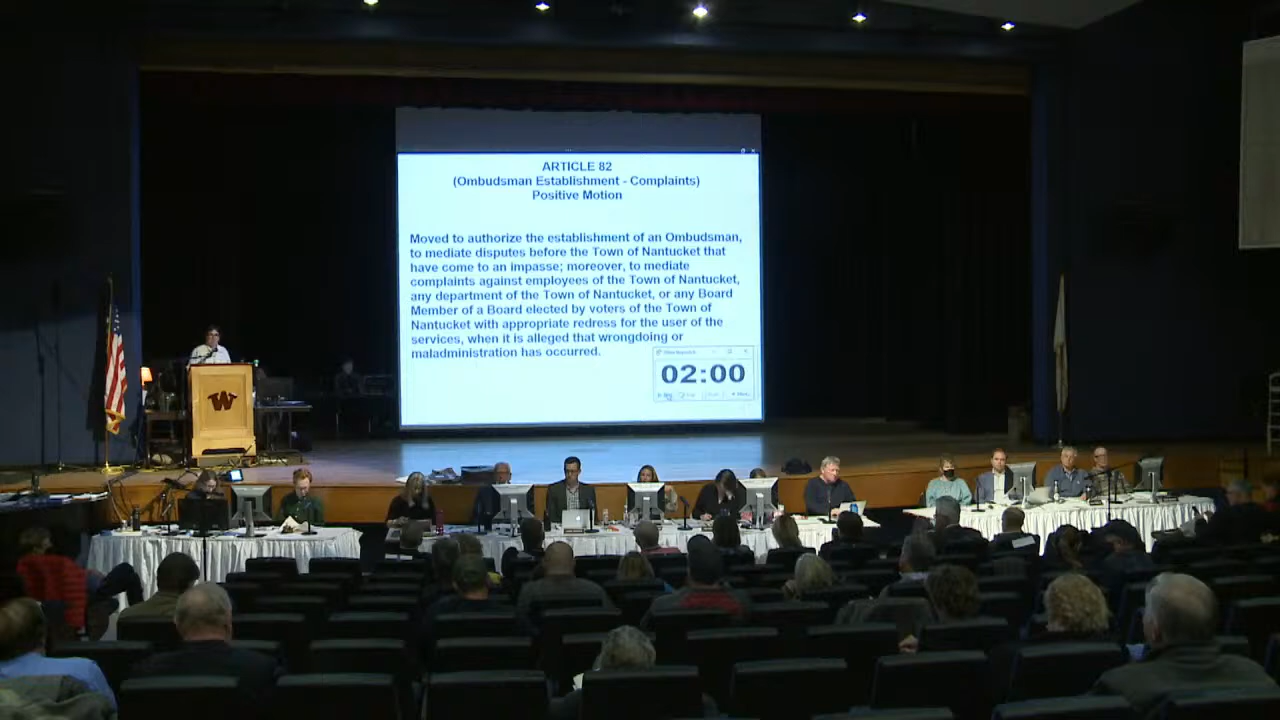 ARTICLE 82
(Ombudsman Establishment - Complaints)
Positive Motion
Moved to authorize the establishment of an Ombudsman,
to mediate disputes before the Town of Nantucket that
have come to an impasse; moreover, to mediate
complaints against employees of the Town of Nantucket,
any department of the Town of Nantucket, or any Board
Member of a Board elected by voters of the Town of
Nantucket with appropriate redress for the user of the
services, when it is alleged that wrongdoing or
maladministration has occurred.
02:00
W